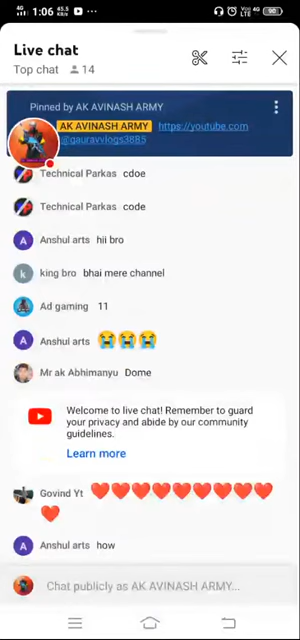 4G 1:06 45.5 KB/S
Voo 4G LTE 90
Live chat
Top chat 14
Pinned by AK AVINASH ARMY
AK AVINASH ARMY https://youtube.com
@gauravvlogs3885
Technical Parkas cdoe
Technical Parkas code
A Anshul arts hii bro
k king bro bhai mere channel
Ad gaming 11
A Anshul arts 😭😭😭
Mr ak Abhimanyu Dome
Welcome to live chat! Remember to guard
your privacy and abide by our community
guidelines.
Learn more
Govind Yt ❤️❤️❤️❤️❤️❤️❤️❤️❤️
❤️
A Anshul arts how
Chat publicly as AK AVINASH ARMY...